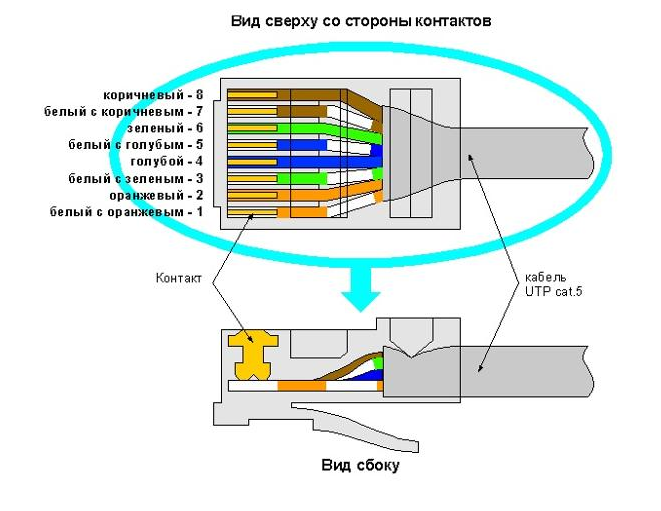 Вид сверху со стороны контактов
коричневый - 8
белый с коричневым - 7
зеленый - 6
белый с голубым - 5
голубой - 4
белый с зеленым - 3
оранжевый - 2
белый с оранжевым - 1
Контакт
кабель
UTP cat.5
Вид сбоку